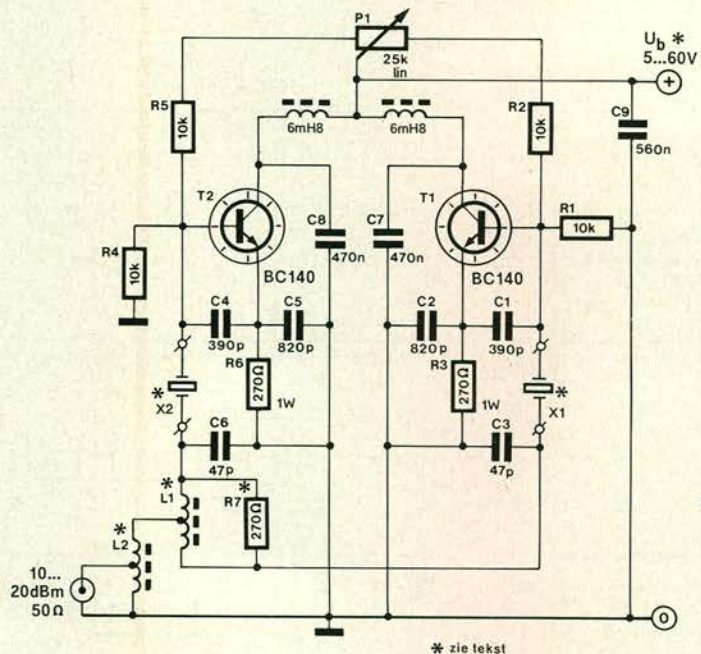 P1
25k
lin
Ub *
5...60V
+
R5
10k
6mH8
6mH8
R2
10k
C9
560n
T2
T1
C8
470n
C7
470n
R1
10k
R4
10k
BC140
BC140
C4
390p
C5
820p
C2
820p
C1
390p
R6
270Ω
1W
R3
270Ω
1W
* X2
* X1
C6
47p
C3
47p
* L1
* R7
270Ω
* L2
10...
20dBm
50Ω
0
* zie tekst